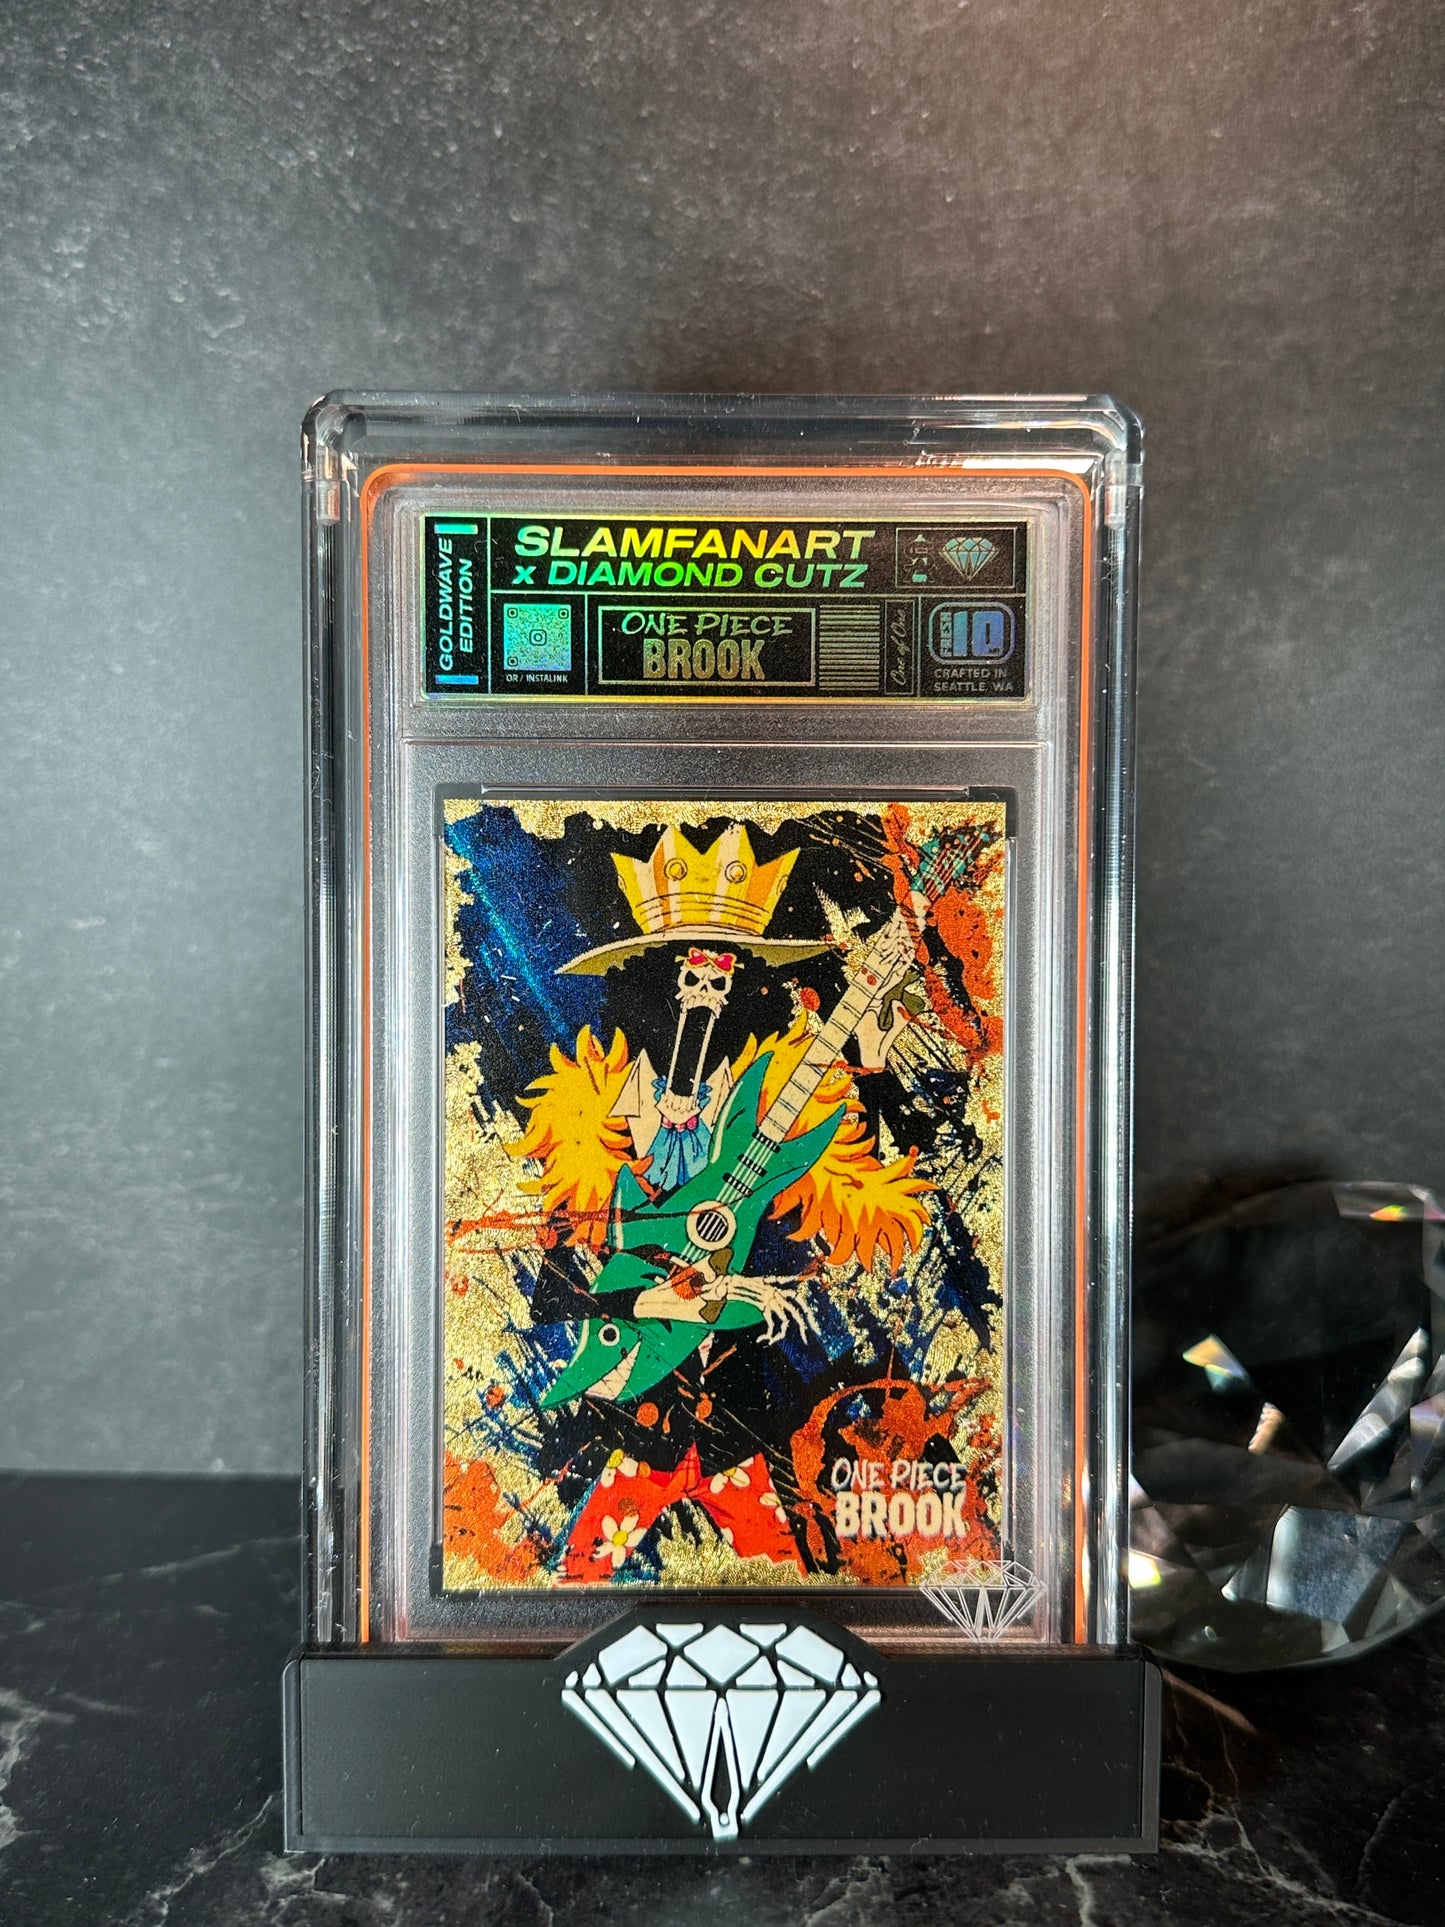 GOLDWAVE
EDITION
SLAMFANART
x DIAMOND CUTZ
QR / INSTALINK
ONE PIECE
BROOK
One of One
FRESH
10
CRAFTED IN
SEATTLE, WA
ONE PIECE
BROOK